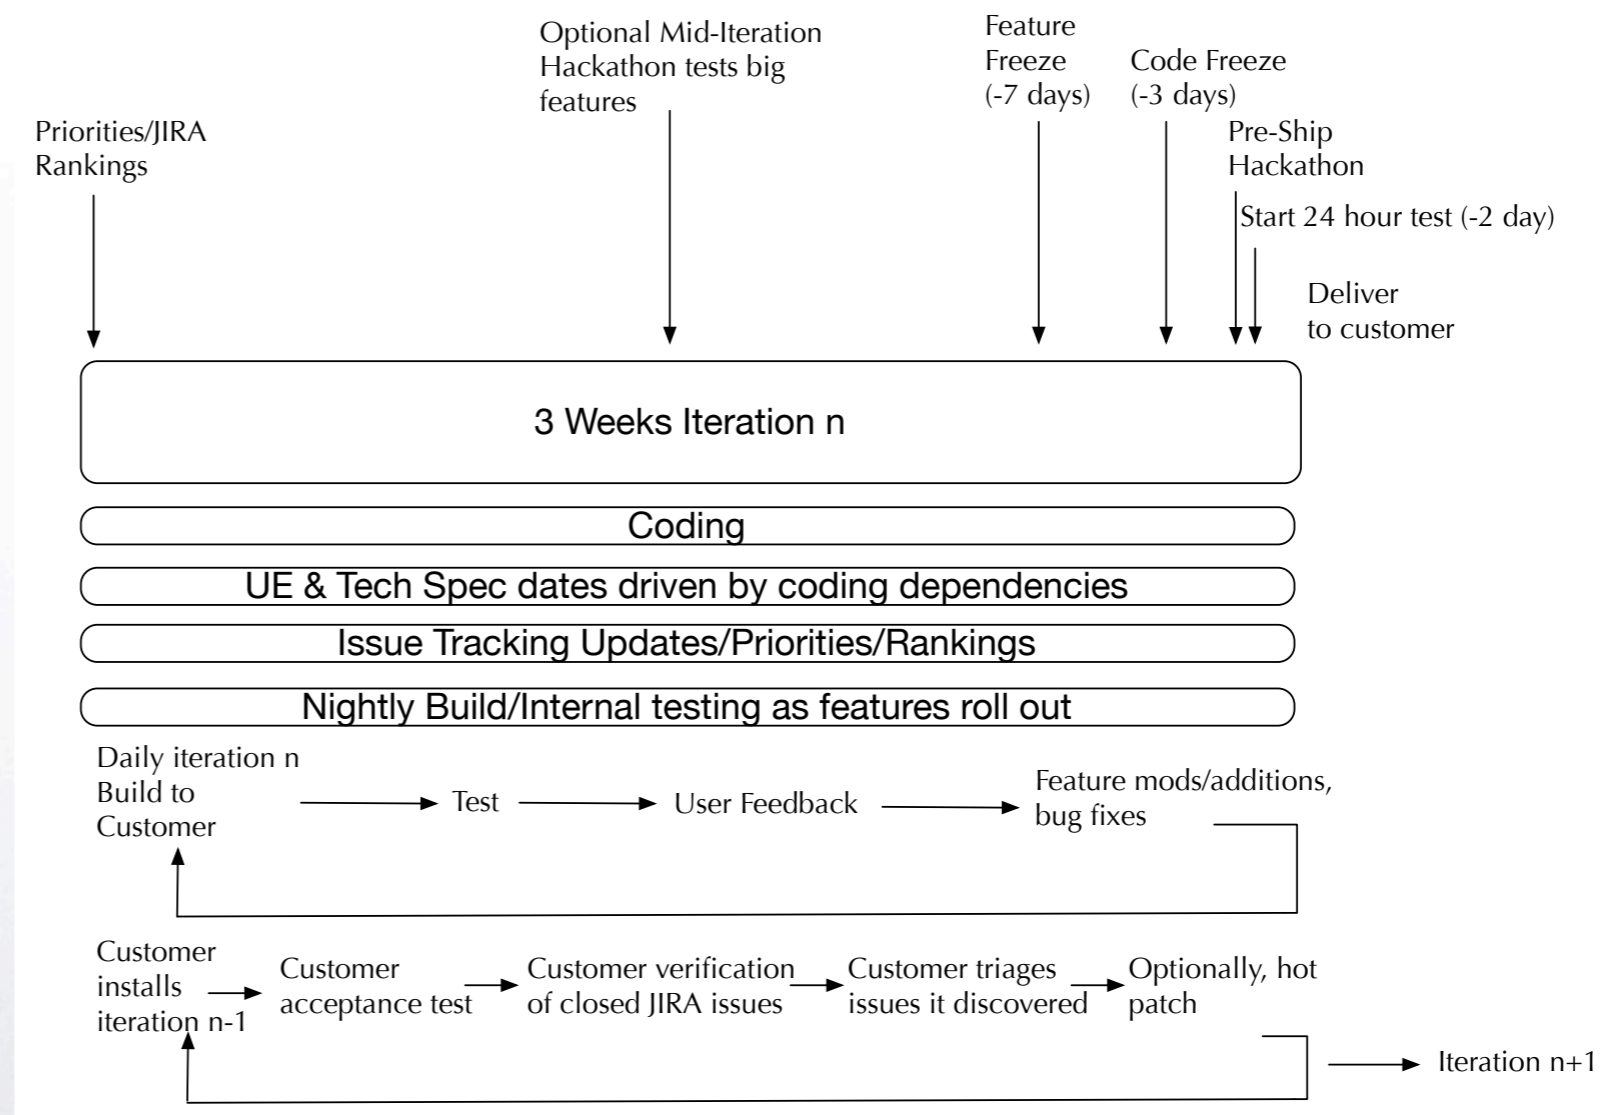 Optional Mid-Iteration
Hackathon tests big
features
Feature
Freeze
(-7 days)
Code Freeze
(-3 days)
Priorities/JIRA
Rankings
Pre-Ship
Hackathon
Start 24 hour test (-2 day)
Deliver
to customer
3 Weeks Iteration n
Coding
UE & Tech Spec dates driven by coding dependencies
Issue Tracking Updates/Priorities/Rankings
Nightly Build/Internal testing as features roll out
Daily iteration n
Build to
Customer
Test
User Feedback
Feature mods/additions,
bug fixes
Customer
installs
iteration n-1
Customer
acceptance test
Customer verification
of closed JIRA issues
Customer triages
issues it discovered
Optionally, hot
patch
Iteration n+1